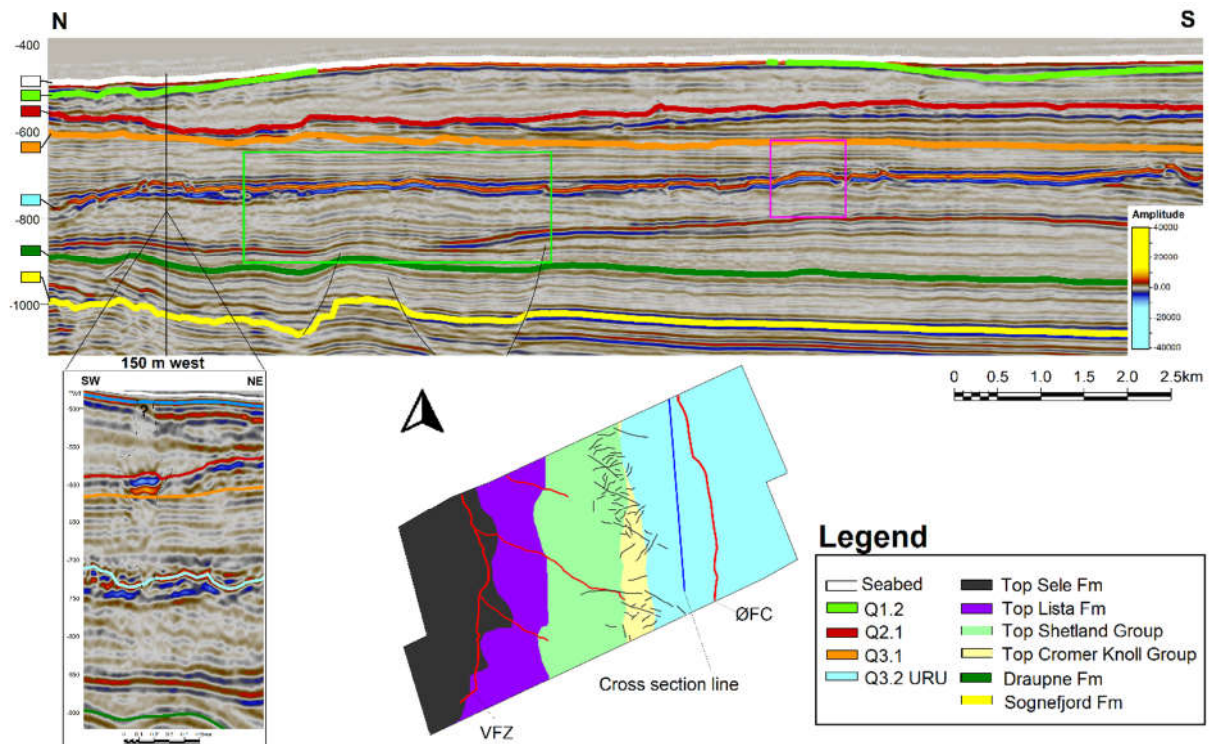 N
S
-400
-600
-800
-1000
Amplitude
40000
20000
0.00
-20000
-40000
150 m west
SW
NE
?
0
0.5
1.0
1.5
2.0
2.5km
ØFC
Cross section line
VFZ
Legend
Seabed
Q1.2
Q2.1
Q3.1
Q3.2 URU
Top Sele Fm
Top Lista Fm
Top Shetland Group
Top Cromer Knoll Group
Draupne Fm
Sognefjord Fm